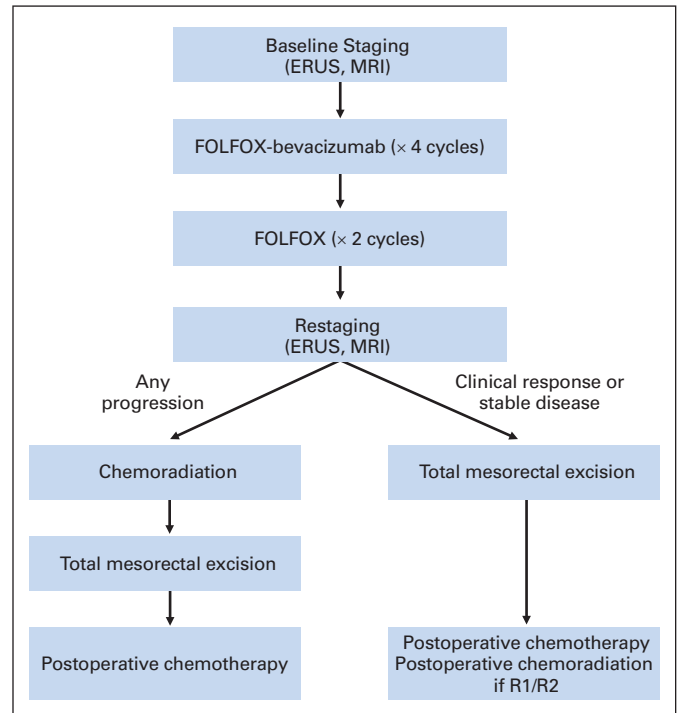 Baseline Staging
(ERUS, MRI)
FOLFOX-bevacizumab (× 4 cycles)
FOLFOX (× 2 cycles)
Restaging
(ERUS, MRI)
Any
progression
Clinical response or
stable disease
Chemoradiation
Total mesorectal excision
Total mesorectal excision
Postoperative chemotherapy
Postoperative chemotherapy
Postoperative chemoradiation
if R1/R2